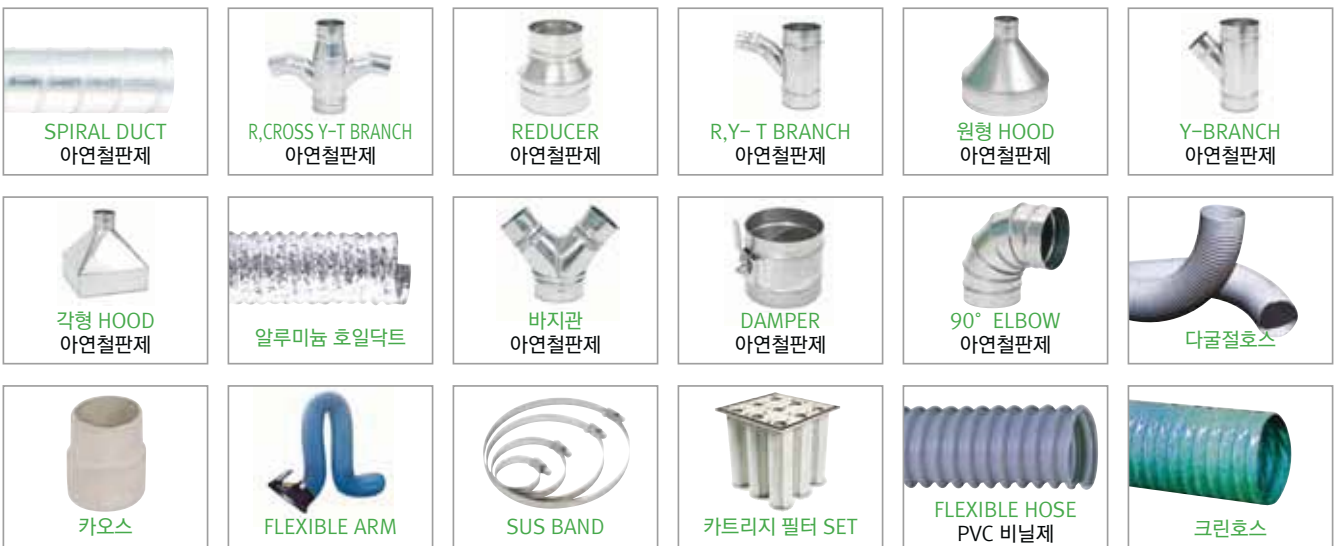 SPIRAL DUCT
아연철판제
R,CROSS Y-T BRANCH
아연철판제
REDUCER
아연철판제
R,Y- T BRANCH
아연철판제
원형 HOOD
아연철판제
Y-BRANCH
아연철판제
각형 HOOD
아연철판제
알루미늄 호일닥트
바지관
아연철판제
DAMPER
아연철판제
90° ELBOW
아연철판제
다굴절호스
카오스
FLEXIBLE ARM
SUS BAND
카트리지 필터 SET
FLEXIBLE HOSE
PVC 비닐제
크린호스